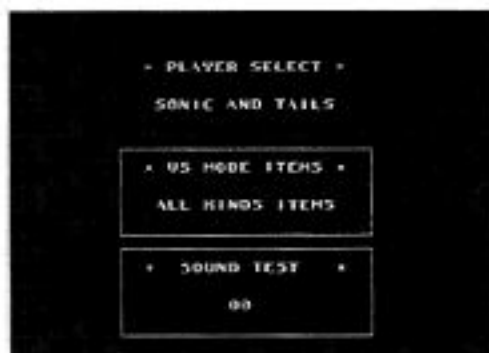 * PLAYER SELECT *
SONIC AND TAILS
* VS MODE ITEMS *
ALL KINDS ITEMS
* SOUND TEST *
00